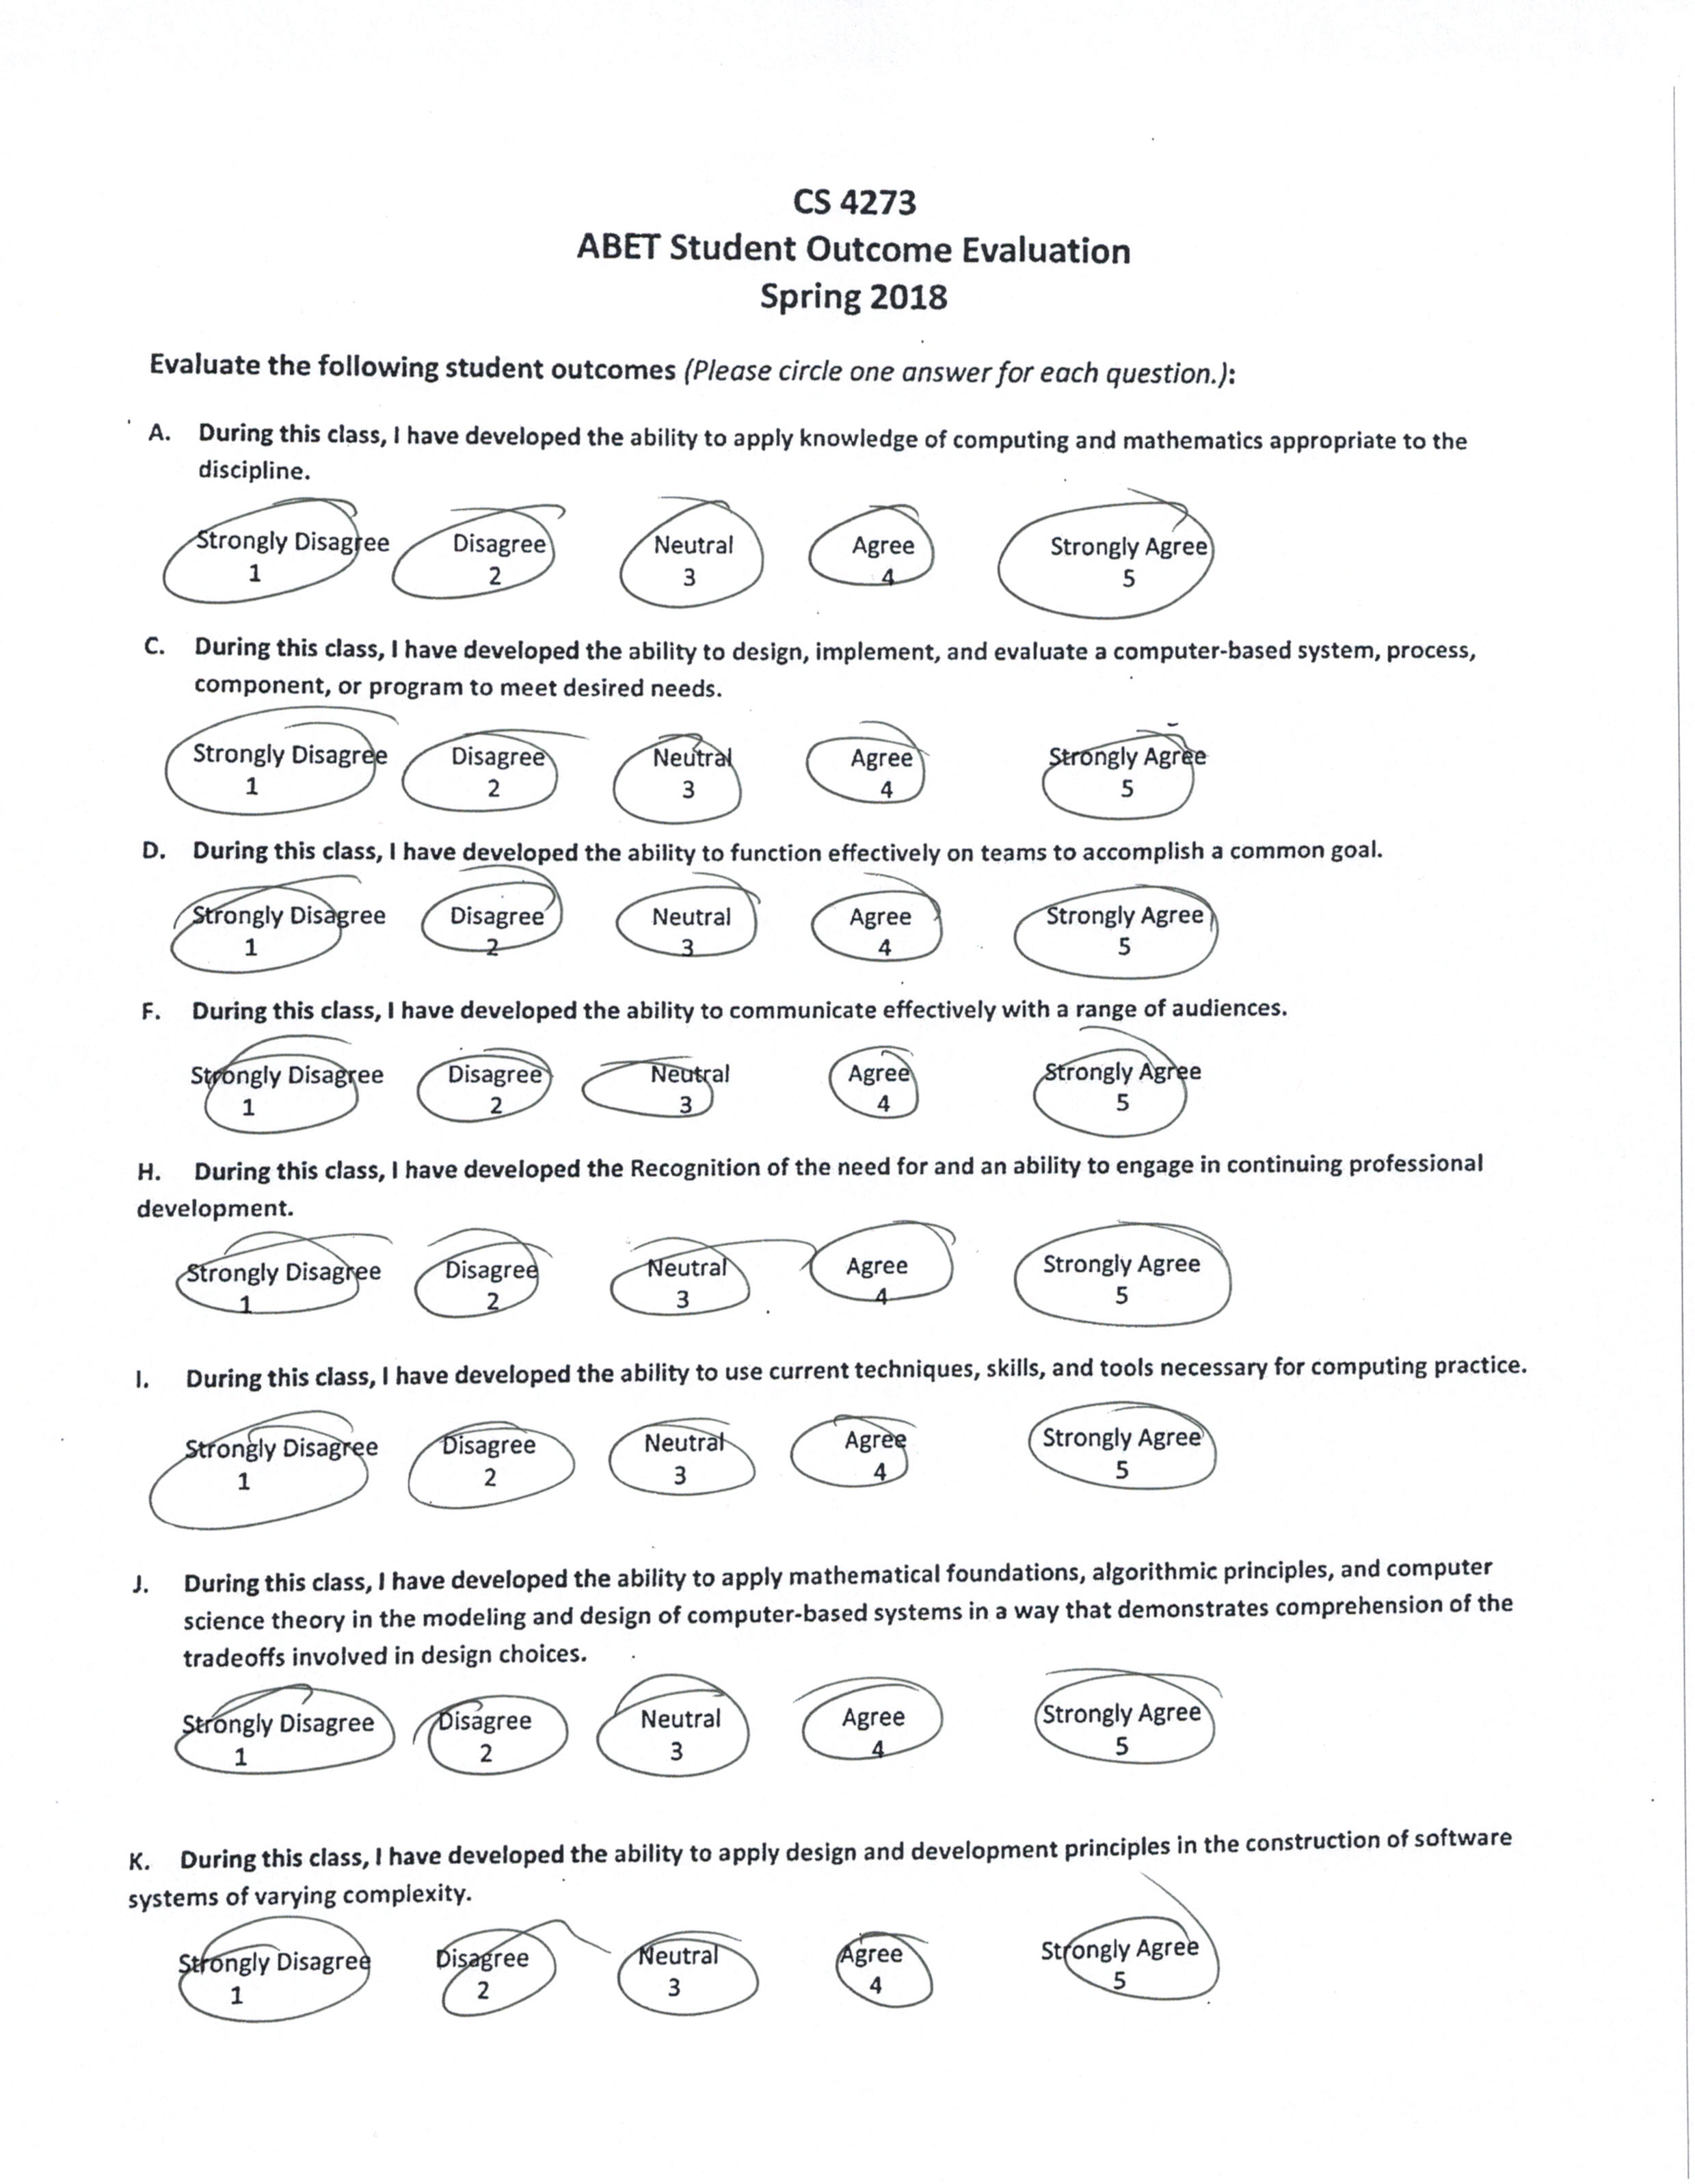 CS 4273
ABET Student Outcome Evaluation
Spring 2018
Evaluate the following student outcomes (Please circle one answer for each question.):
A. During this class, I have developed the ability to apply knowledge of computing and mathematics appropriate to the
discipline.
Strongly Disagree Disagree Neutral Agree Strongly Agree
1 2 3 4 5
C. During this class, I have developed the ability to design, implement, and evaluate a computer-based system, process,
component, or program to meet desired needs.
Strongly Disagree Disagree Neutral Agree Strongly Agree
1 2 3 4 5
D. During this class, I have developed the ability to function effectively on teams to accomplish a common goal.
Strongly Disagree Disagree Neutral Agree Strongly Agree
1 2 3 4 5
F. During this class, I have developed the ability to communicate effectively with a range of audiences.
Strongly Disagree Disagree Neutral Agree Strongly Agree
1 2 3 4 5
H. During this class, I have developed the Recognition of the need for and an ability to engage in continuing professional
development.
Strongly Disagree Disagree Neutral Agree Strongly Agree
1 2 3 4 5
I. During this class, I have developed the ability to use current techniques, skills, and tools necessary for computing practice.
Strongly Disagree Disagree Neutral Agree Strongly Agree
1 2 3 4 5
J. During this class, I have developed the ability to apply mathematical foundations, algorithmic principles, and computer
science theory in the modeling and design of computer-based systems in a way that demonstrates comprehension of the
tradeoffs involved in design choices.
Strongly Disagree Disagree Neutral Agree Strongly Agree
1 2 3 4 5
K. During this class, I have developed the ability to apply design and development principles in the construction of software
systems of varying complexity.
Strongly Disagree Disagree Neutral Agree Strongly Agree
1 2 3 4 5